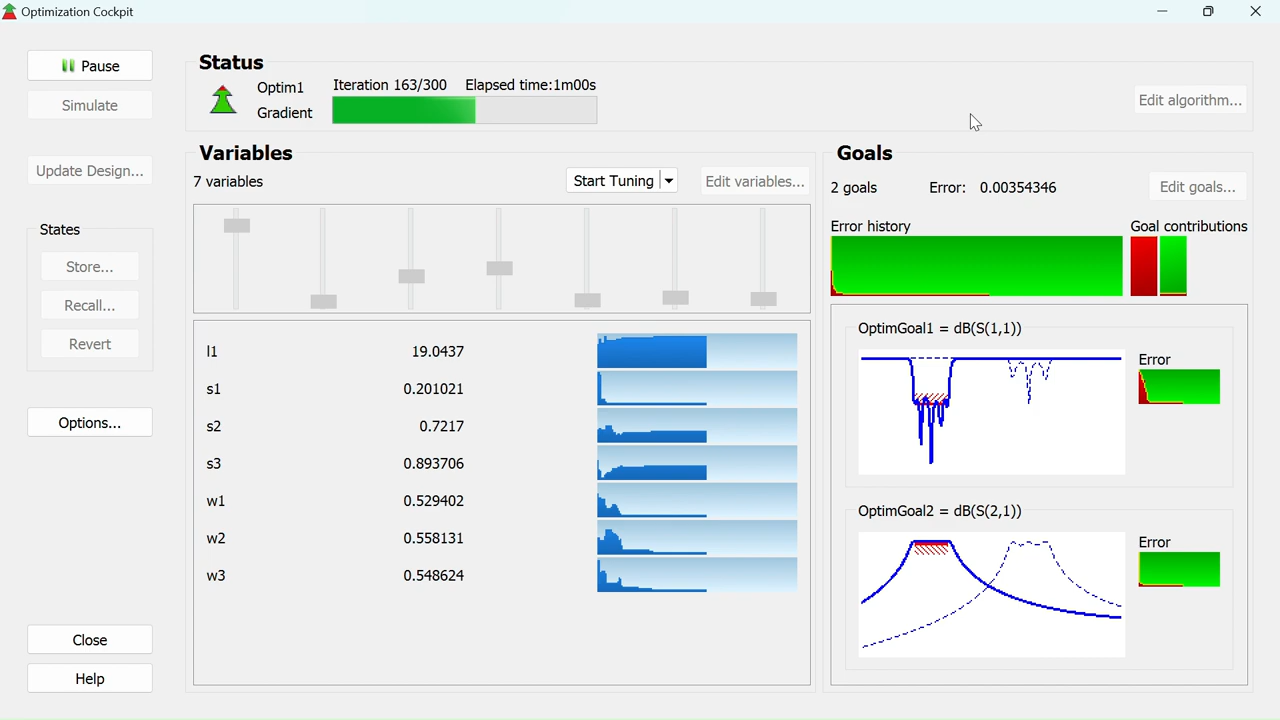 Optimization Cockpit
Pause
Simulate
Update Design...
States
Store...
Recall...
Revert
Options...
Close
Help
Status
Optim1
Gradient
Iteration 163/300 Elapsed time:1m00s
Edit algorithm...
Variables
7 variables
Start Tuning
Edit variables...
l1 19.0437
s1 0.201021
s2 0.7217
s3 0.893706
w1 0.529402
w2 0.558131
w3 0.548624
Goals
2 goals Error: 0.00354346
Edit goals...
Error history
Goal contributions
OptimGoal1 = dB(S(1,1))
Error
OptimGoal2 = dB(S(2,1))
Error